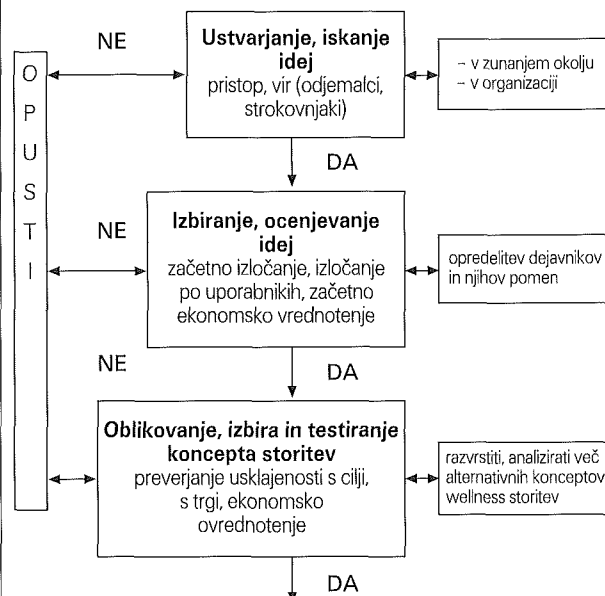 OPUSTI
NE
Ustvarjanje, iskanje
idej
pristop, vir (odjemalci,
strokovnjaki)
– v zunanjem okolju
– v organizaciji
DA
NE
Izbiranje, ocenjevanje
idej
začetno izločanje, izločanje
po uporabnikih, začetno
ekonomsko vrednotenje
opredelitev dejavnikov
in njihov pomen
NE
DA
Oblikovanje, izbira in testiranje
koncepta storitev
preverjanje usklajenosti s cilji,
s trgi, ekonomsko
ovrednotenje
razvrstiti, analizirati več
alternativnih konceptov
wellness storitev
DA